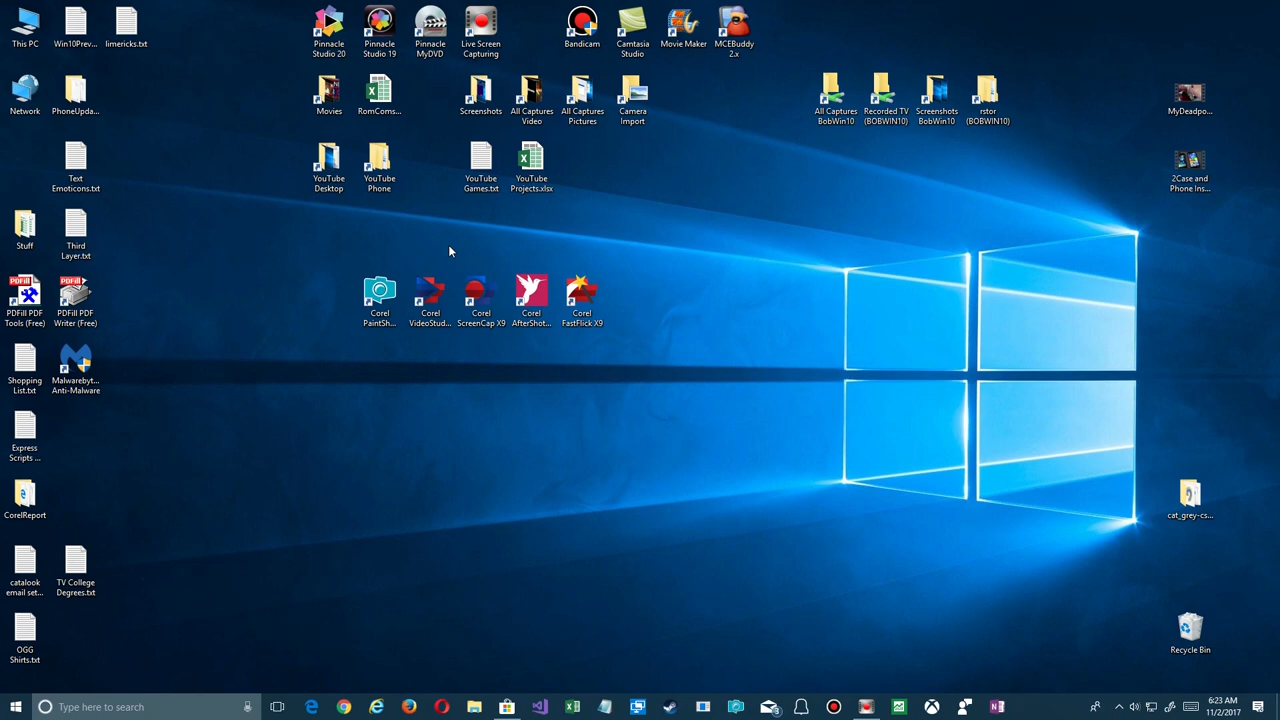 This PC
Win10Prev...
limericks.txt
Pinnacle
Studio 20
Pinnacle
Studio 19
Pinnacle
MyDVD
Live Screen
Capturing
Bandicam
Camtasia
Studio
Movie Maker
MCEBuddy
2.x
Network
PhoneUpda...
Movies
RomComs...
Screenshots
All Captures
Video
All Captures
Pictures
Camera
Import
All Captures
BobWin10
Recorded TV
(BOBWIN10)
Screenshots
BobWin10
rstor
(BOBWIN10)
MyDeadpo...
Text
Emoticons.txt
YouTube
Desktop
YouTube
Phone
YouTube
Games.txt
YouTube
Projects.xlsx
2Case and
Phone Ins...
Stuff
Third
Layer.txt
PDFill
PDFill PDF
Tools (Free)
PDFill
PDFill PDF
Writer (Free)
Corel
PaintSh...
Corel
VideoStud...
Corel
ScreenCap X9
Corel
AfterShot...
Corel
FastFlick X9
Shopping
List.txt
Malwarebyt...
Anti-Malware
Express
Scripts ...
CorelReport
cat_grey-cs...
catalook
email set...
TV College
Degrees.txt
OGG
Shirts.txt
Recycle Bin
Type here to search
6:23 AM
11/2/2017